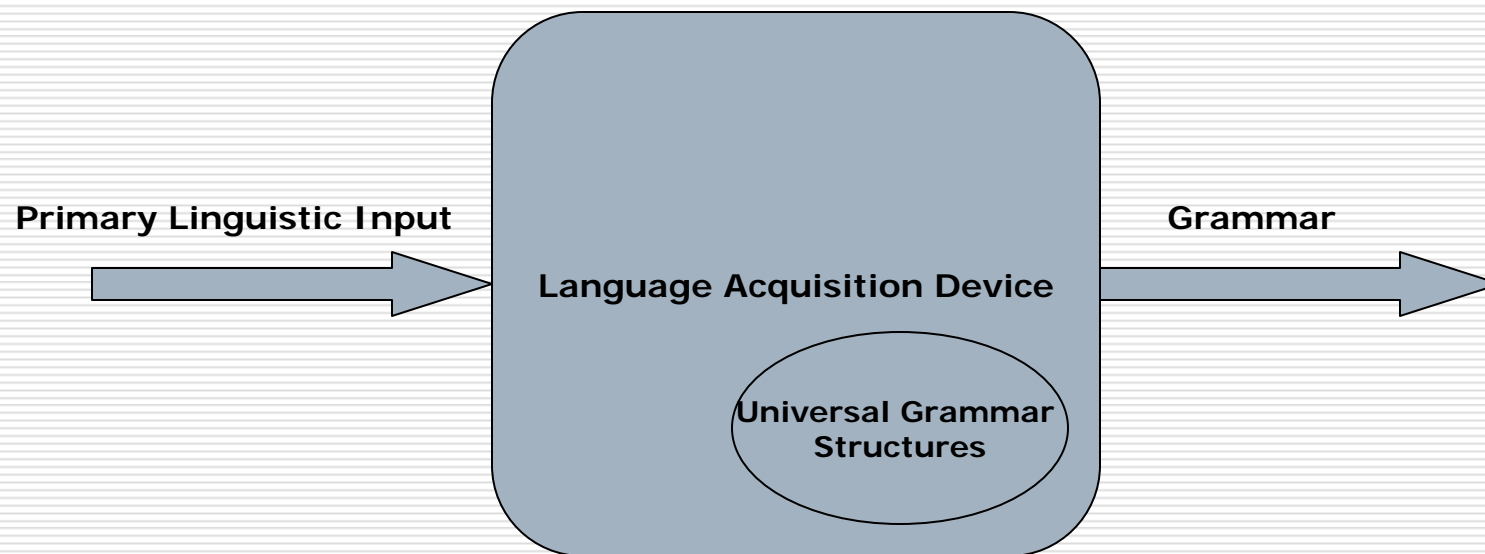 Primary Linguistic Input
Grammar
Language Acquisition Device
Universal Grammar
Structures